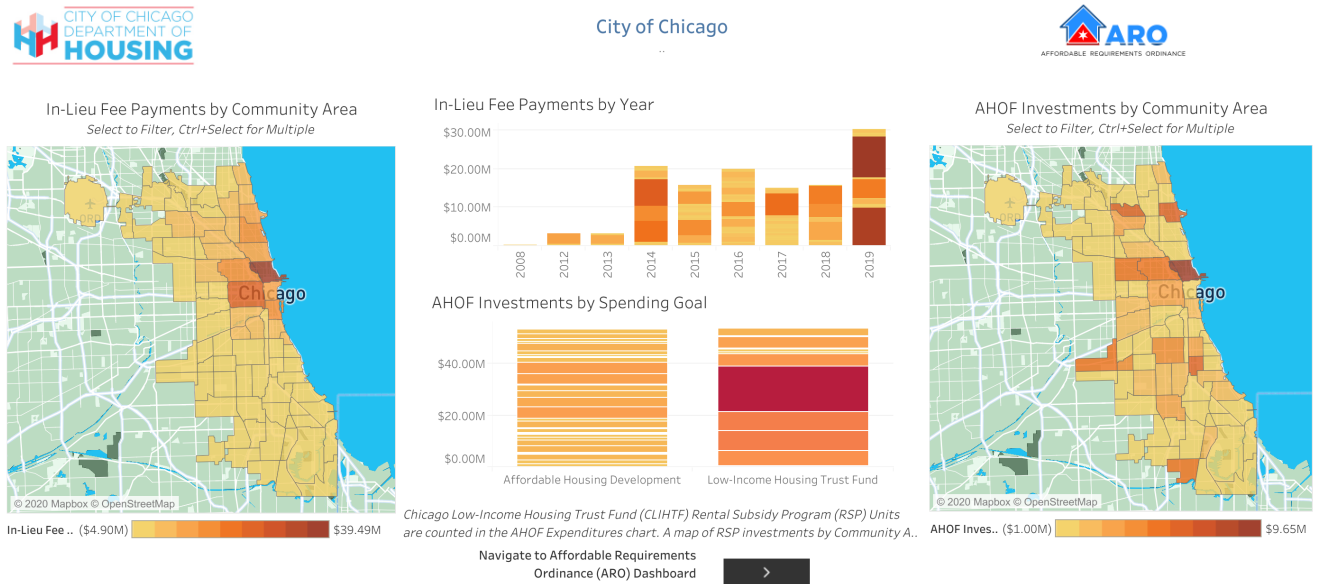 CITY OF CHICAGO
DEPARTMENT OF
HOUSING
City of Chicago
..
ARO
AFFORDABLE REQUIREMENTS ORDINANCE
In-Lieu Fee Payments by Community Area
Select to Filter, Ctrl+Select for Multiple
ORD
Chicago
© 2020 Mapbox © OpenStreetMap
In-Lieu Fee .. ($4.90M) $39.49M
In-Lieu Fee Payments by Year
$30.00M
$20.00M
$10.00M
$0.00M
2008 2012 2013 2014 2015 2016 2017 2018 2019
AHOF Investments by Spending Goal
$40.00M
$20.00M
$0.00M
Affordable Housing Development Low-Income Housing Trust Fund
Chicago Low-Income Housing Trust Fund (CLIHTF) Rental Subsidy Program (RSP) Units
are counted in the AHOF Expenditures chart. A map of RSP investments by Community A..
Navigate to Affordable Requirements
Ordinance (ARO) Dashboard
AHOF Investments by Community Area
Select to Filter, Ctrl+Select for Multiple
ORD
Chicago
© 2020 Mapbox © OpenStreetMap
AHOF Inves.. ($1.00M) $9.65M